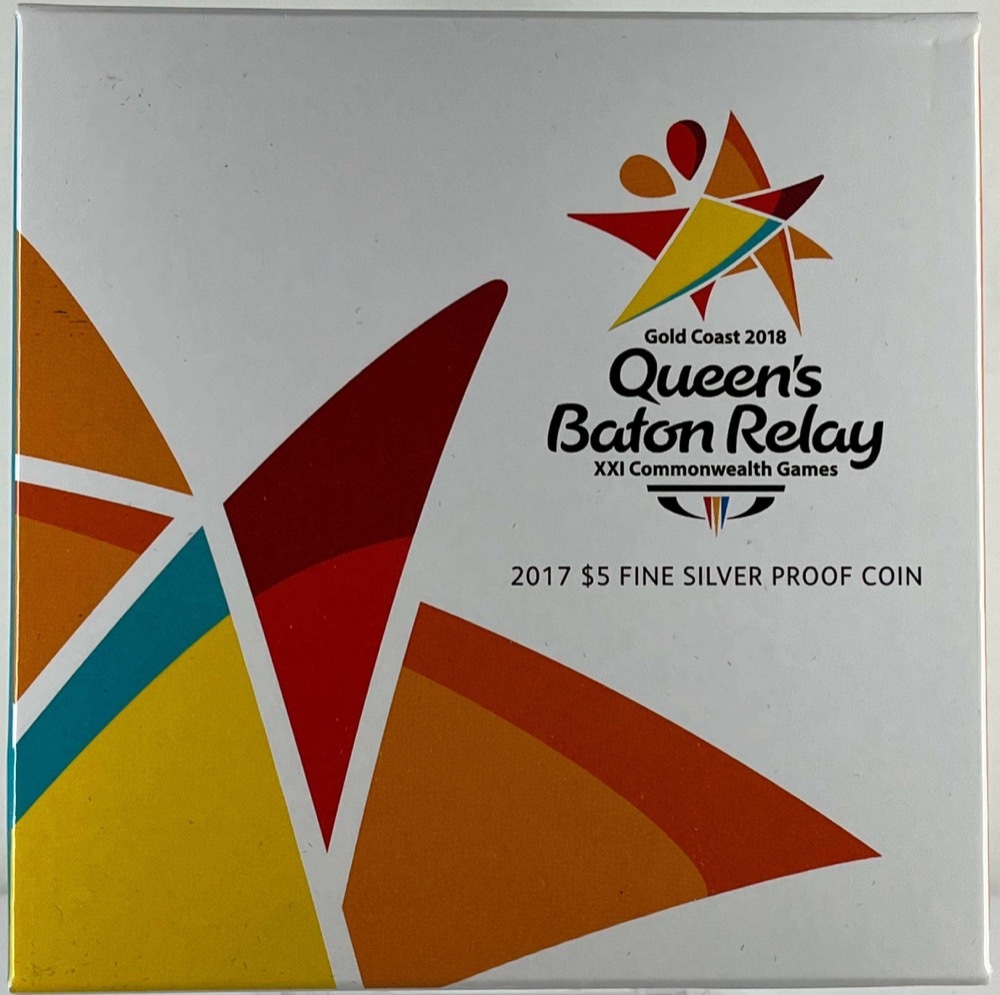 Gold Coast 2018
Queen's
Baton Relay
XXI Commonwealth Games
2017 $5 FINE SILVER PROOF COIN